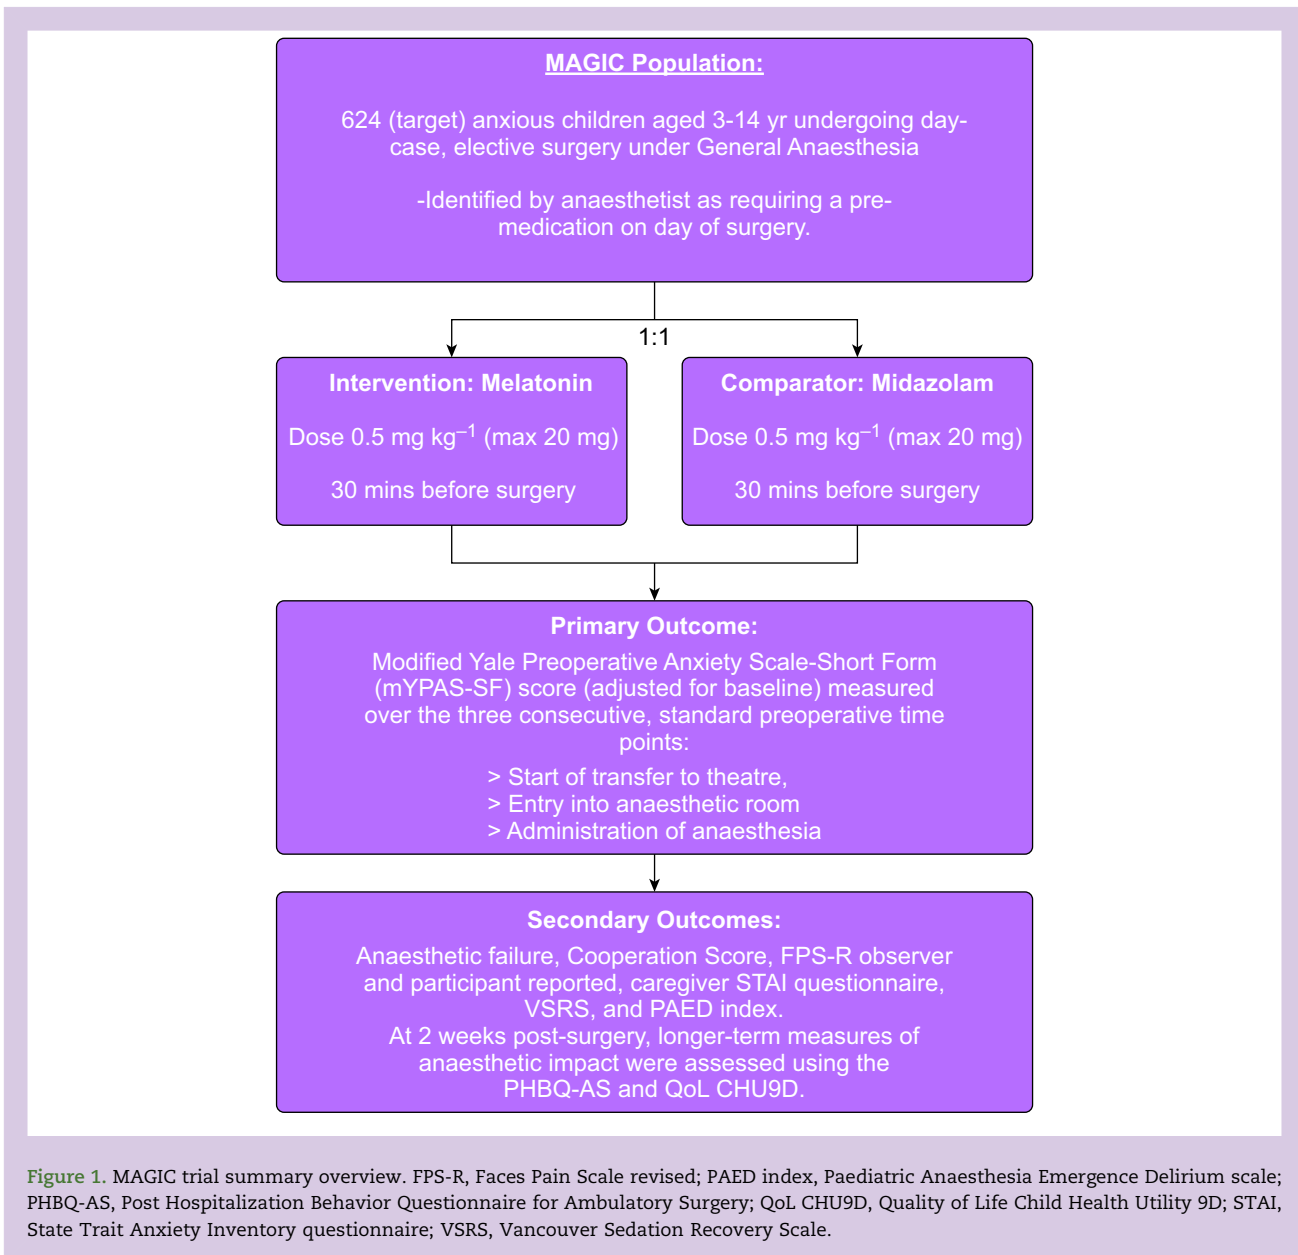 MAGIC Population:
624 (target) anxious children aged 3-14 yr undergoing day-
case, elective surgery under General Anaesthesia
-Identified by anaesthetist as requiring a pre-
medication on day of surgery.
1:1
Intervention: Melatonin
Dose 0.5 mg kg⁻¹ (max 20 mg)
30 mins before surgery
Comparator: Midazolam
Dose 0.5 mg kg⁻¹ (max 20 mg)
30 mins before surgery
Primary Outcome:
Modified Yale Preoperative Anxiety Scale-Short Form
(mYPAS-SF) score (adjusted for baseline) measured
over the three consecutive, standard preoperative time
points:
> Start of transfer to theatre,
> Entry into anaesthetic room
> Administration of anaesthesia
Secondary Outcomes:
Anaesthetic failure, Cooperation Score, FPS-R observer
and participant reported, caregiver STAI questionnaire,
VSRS, and PAED index.
At 2 weeks post-surgery, longer-term measures of
anaesthetic impact were assessed using the
PHBQ-AS and QoL CHU9D.
Figure 1. MAGIC trial summary overview. FPS-R, Faces Pain Scale revised; PAED index, Paediatric Anaesthesia Emergence Delirium scale;
PHBQ-AS, Post Hospitalization Behavior Questionnaire for Ambulatory Surgery; QoL CHU9D, Quality of Life Child Health Utility 9D; STAI,
State Trait Anxiety Inventory questionnaire; VSRS, Vancouver Sedation Recovery Scale.